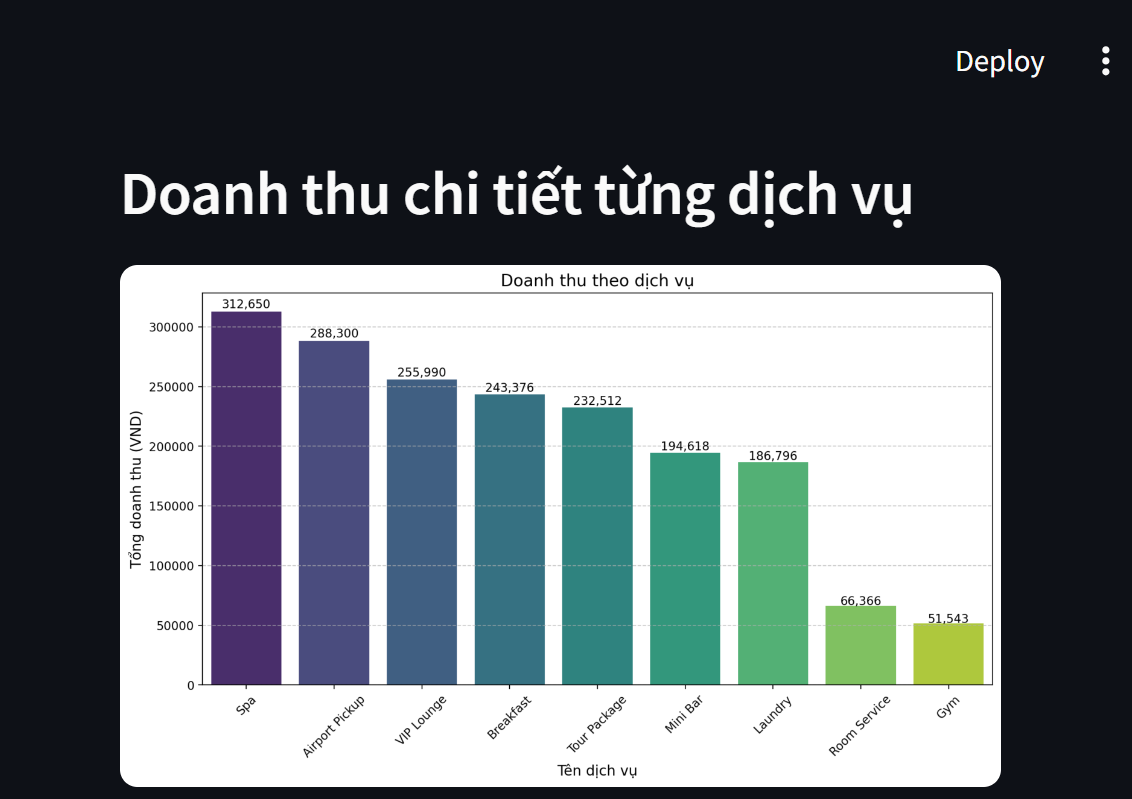 Deploy
Doanh thu chi tiết từng dịch vụ
Doanh thu theo dịch vụ
Tổng doanh thu (VND)
300000
250000
200000
150000
100000
50000
0
312,650
288,300
255,990
243,376
232,512
194,618
186,796
66,366
51,543
Spa
Airport Pickup
VIP Lounge
Breakfast
Tour Package
Mini Bar
Laundry
Room Service
Gym
Tên dịch vụ